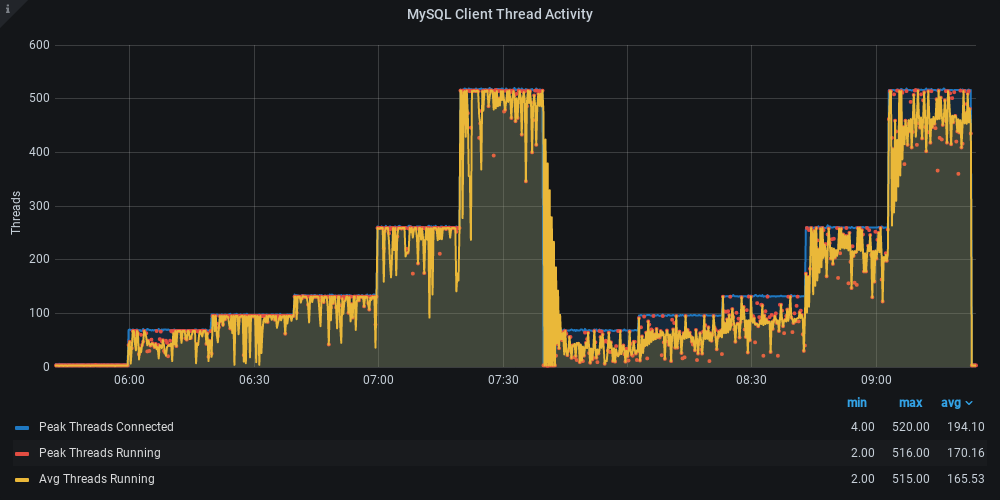 i
MySQL Client Thread Activity
600
500
400
300
200
100
0
Threads
06:00 06:30 07:00 07:30 08:00 08:30 09:00
min max avg
Peak Threads Connected 4.00 520.00 194.10
Peak Threads Running 2.00 516.00 170.16
Avg Threads Running 2.00 515.00 165.53